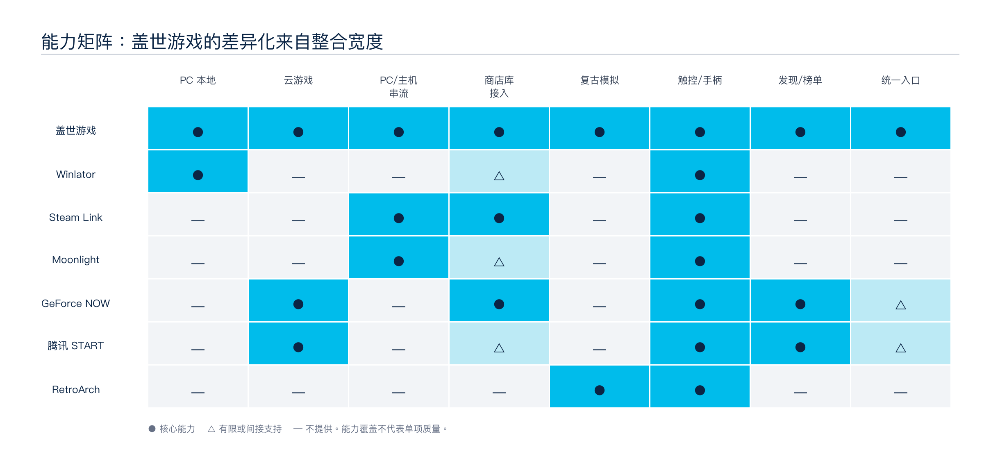 能力矩阵：盖世游戏的差异化来自整合宽度
PC 本地 云游戏 PC/主机 商店库 复古模拟 触控/手柄 发现/榜单 统一入口
串流 接入
盖世游戏 ● ● ● ● ● ● ● ●
Winlator ● — — △ — ● — —
Steam Link — — ● ● — ● — —
Moonlight — — ● △ — ● — —
GeForce NOW — ● — ● — ● ● △
腾讯 START — ● — △ — ● ● △
RetroArch — — — — ● ● — —
● 核心能力 △ 有限或间接支持 — 不提供。能力覆盖不代表单项质量。